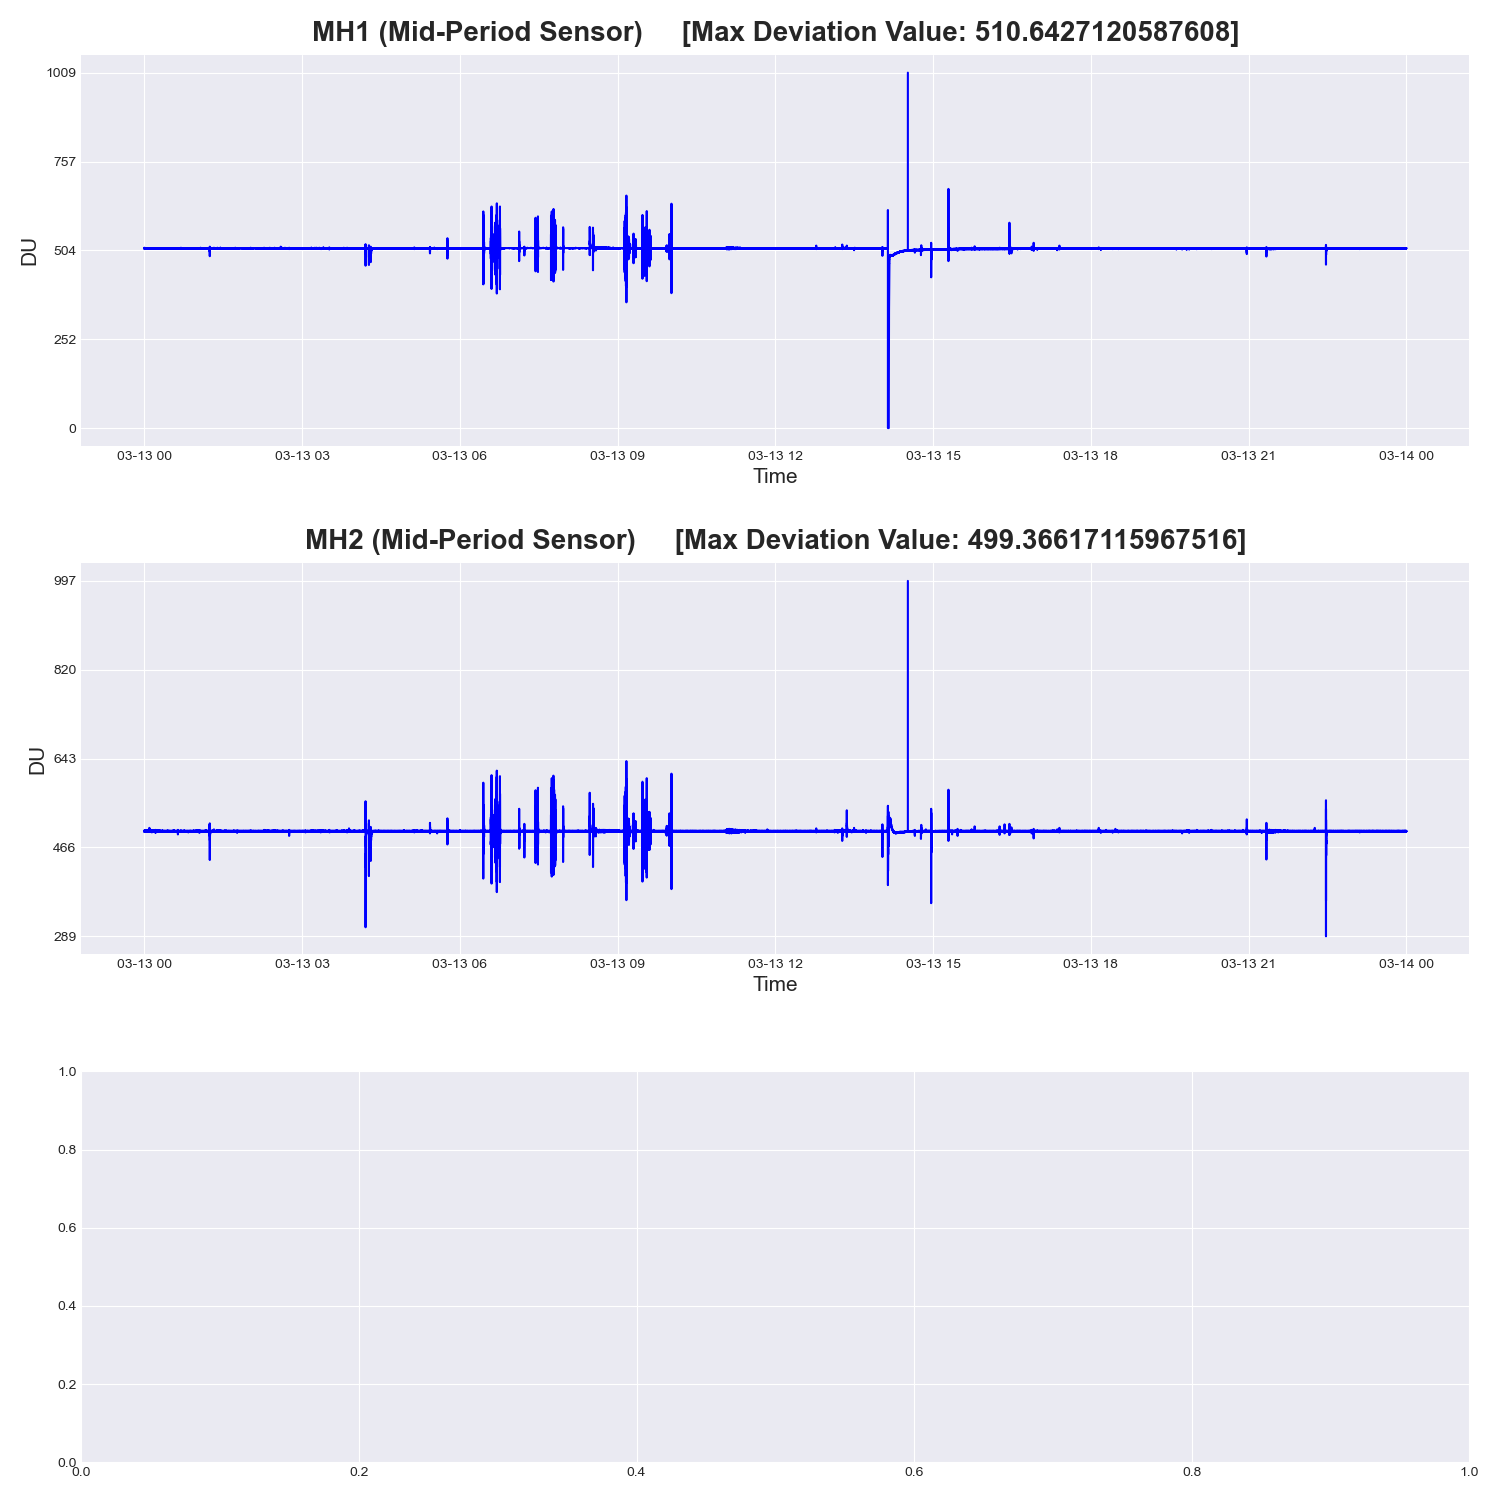 MH1 (Mid-Period Sensor) [Max Deviation Value: 510.6427120587608]
1009
757
504
252
0
DU
03-13 00 03-13 03 03-13 06 03-13 09 03-13 12 03-13 15 03-13 18 03-13 21 03-14 00
Time
MH2 (Mid-Period Sensor) [Max Deviation Value: 499.36617115967516]
997
820
643
466
289
DU
03-13 00 03-13 03 03-13 06 03-13 09 03-13 12 03-13 15 03-13 18 03-13 21 03-14 00
Time
1.0
0.8
0.6
0.4
0.2
0.0
0.0 0.2 0.4 0.6 0.8 1.0